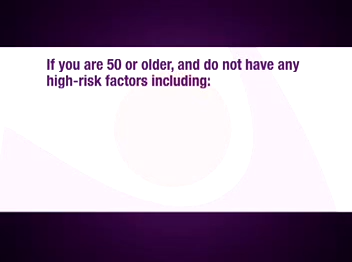 If you are 50 or older, and do not have any
high-risk factors including: